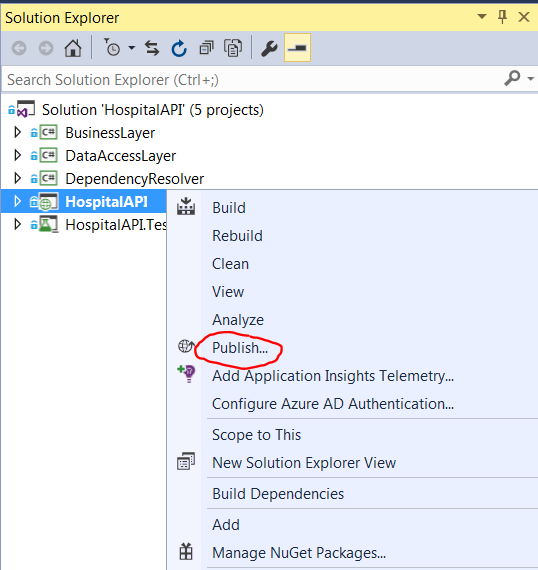 Solution Explorer
Search Solution Explorer (Ctrl+;)
Solution 'HospitalAPI' (5 projects)
C# BusinessLayer
C# DataAccessLayer
C# DependencyResolver
HospitalAPI
HospitalAPI.Tes
Build
Rebuild
Clean
View
Analyze
Publish...
Add Application Insights Telemetry...
Configure Azure AD Authentication...
Scope to This
New Solution Explorer View
Build Dependencies
Add
Manage NuGet Packages...